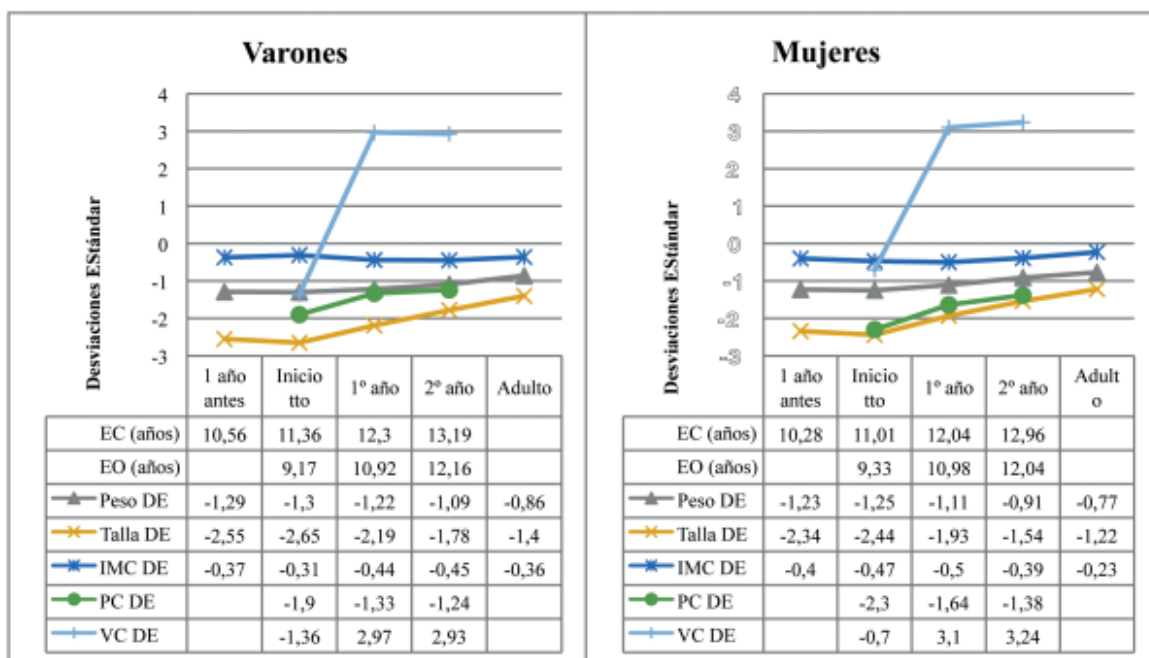 Varones
Desviaciones EStándar
4
3
2
1
0
-1
-2
-3
1 año antes Inicio tto 1º año 2º año Adulto
EC (años) 10,56 11,36 12,3 13,19
EO (años) 9,17 10,92 12,16
Peso DE -1,29 -1,3 -1,22 -1,09 -0,86
Talla DE -2,55 -2,65 -2,19 -1,78 -1,4
IMC DE -0,37 -0,31 -0,44 -0,45 -0,36
PC DE -1,9 -1,33 -1,24
VC DE -1,36 2,97 2,93
Mujeres
Desviaciones EStándar
4
3
2
1
0
-1
-2
-3
1 año antes Inicio tto 1º año 2º año Adult o
EC (años) 10,28 11,01 12,04 12,96
EO (años) 9,33 10,98 12,04
Peso DE -1,23 -1,25 -1,11 -0,91 -0,77
Talla DE -2,34 -2,44 -1,93 -1,54 -1,22
IMC DE -0,4 -0,47 -0,5 -0,39 -0,23
PC DE -2,3 -1,64 -1,38
VC DE -0,7 3,1 3,24